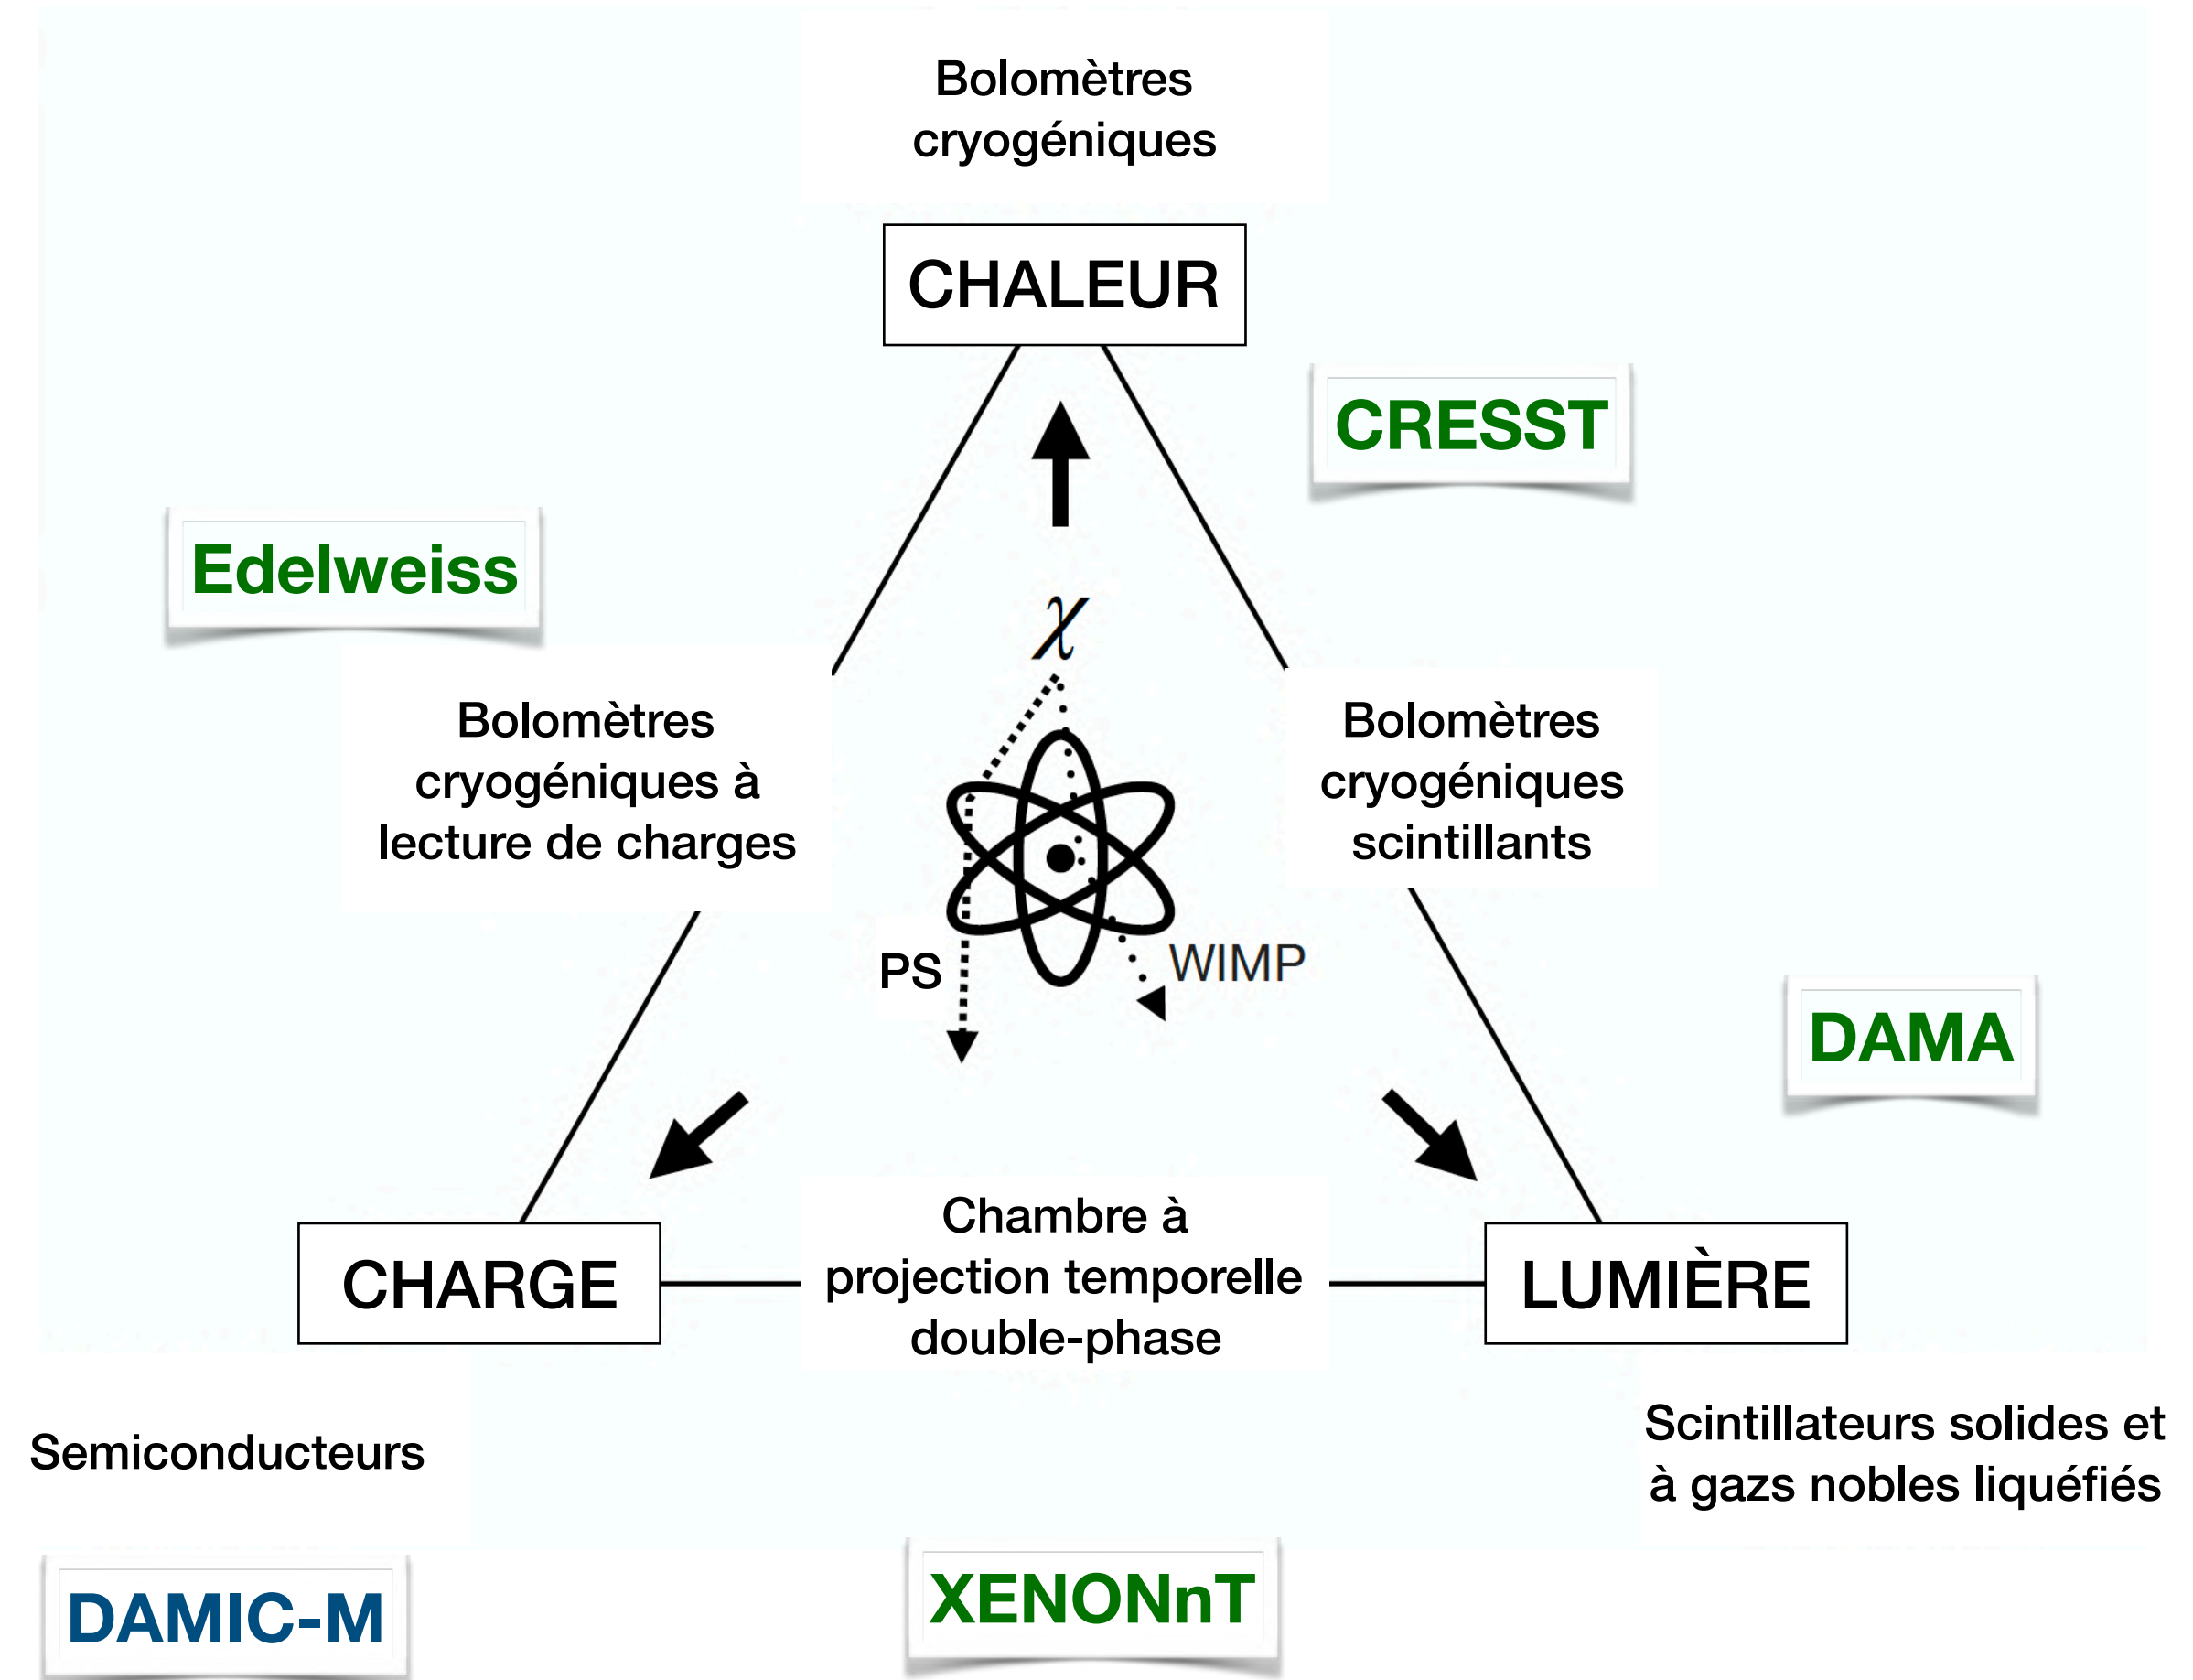 Bolomètres
cryogéniques
CHALEUR
CRESST
Edelweiss
χ
Bolomètres
cryogéniques à
lecture de charges
Bolomètres
cryogéniques
scintillants
PS
WIMP
DAMA
CHARGE
Chambre à
projection temporelle
double-phase
LUMIÈRE
Semiconducteurs
Scintillateurs solides et
à gazs nobles liquéfiés
DAMIC-M
XENONnT